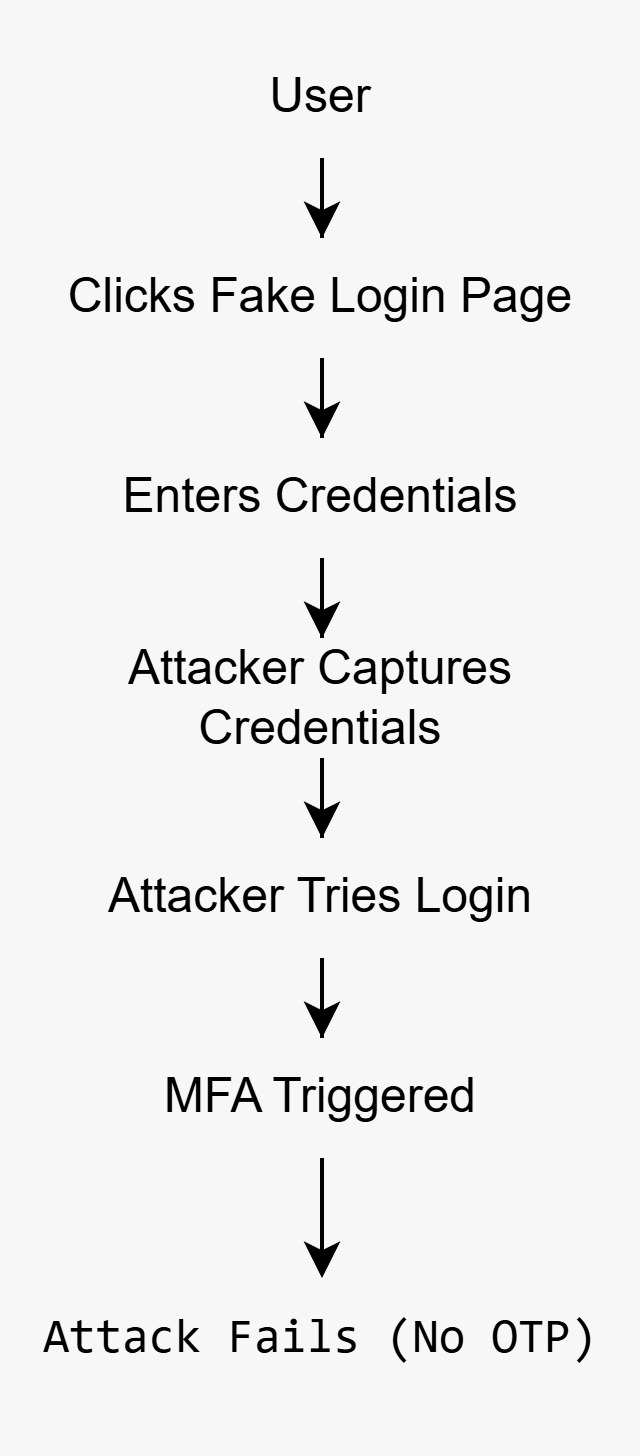 User
Clicks Fake Login Page
Enters Credentials
Attacker Captures
Credentials
Attacker Tries Login
MFA Triggered
Attack Fails (No OTP)